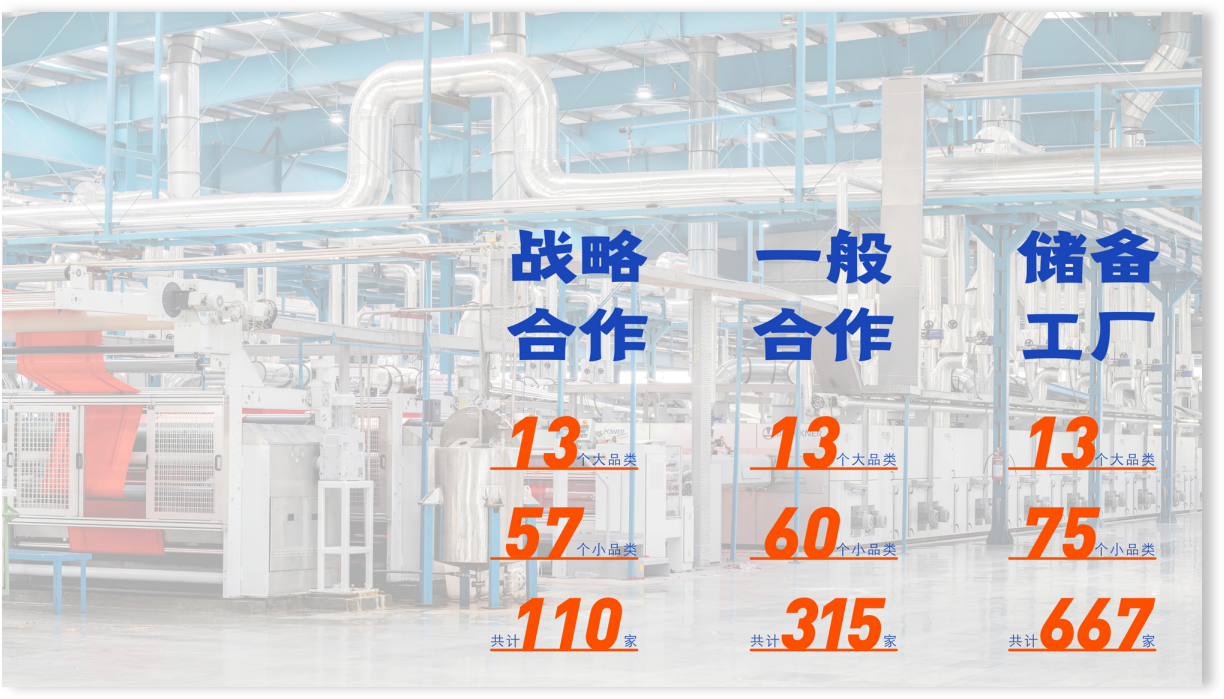 战略
合作
13个大品类
57个小品类
共计110家
一般
合作
13个大品类
60个小品类
共计315家
储备
工厂
13个大品类
75个小品类
共计667家